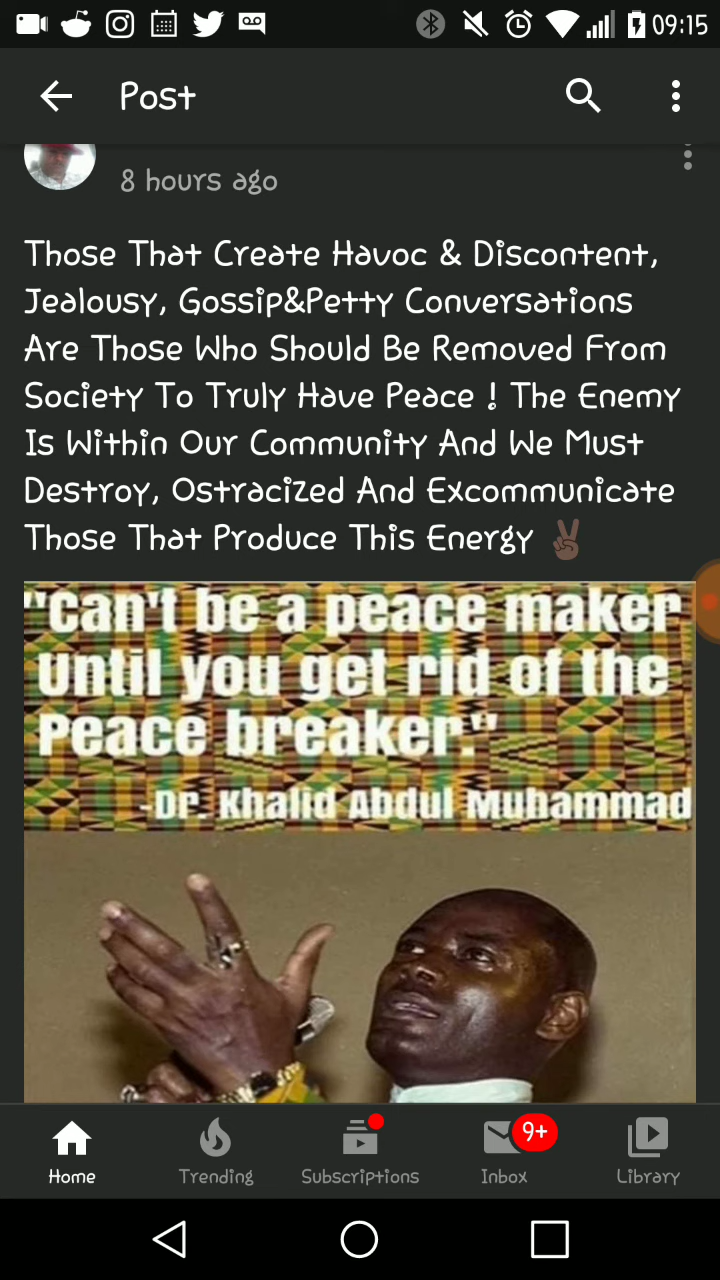 09:15
Post
8 hours ago
Those That Create Havoc & Discontent,
Jealousy, Gossip&Petty Conversations
Are Those Who Should Be Removed From
Society To Truly Have Peace ! The Enemy
Is Within Our Community And We Must
Destroy, Ostracized And Excommunicate
Those That Produce This Energy ✌🏾
"Can't be a peace maker
Until you get rid of the
Peace breaker."
-Dr. Khalid Abdul Muhammad
9+
Home Trending Subscriptions Inbox Library